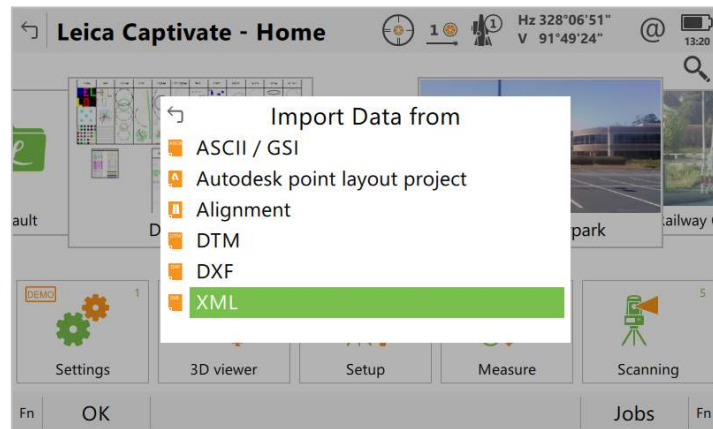 Leica Captivate - Home
1
1
Hz 328°06'51"
V 91°49'24"
@
13:20
Import Data from
ASCII / GSI
Autodesk point layout project
Alignment
DTM
DXF
XML
ault
D
park
ailway
DEMO
1
5
Settings
3D viewer
Setup
Measure
Scanning
Fn
OK
Jobs
Fn